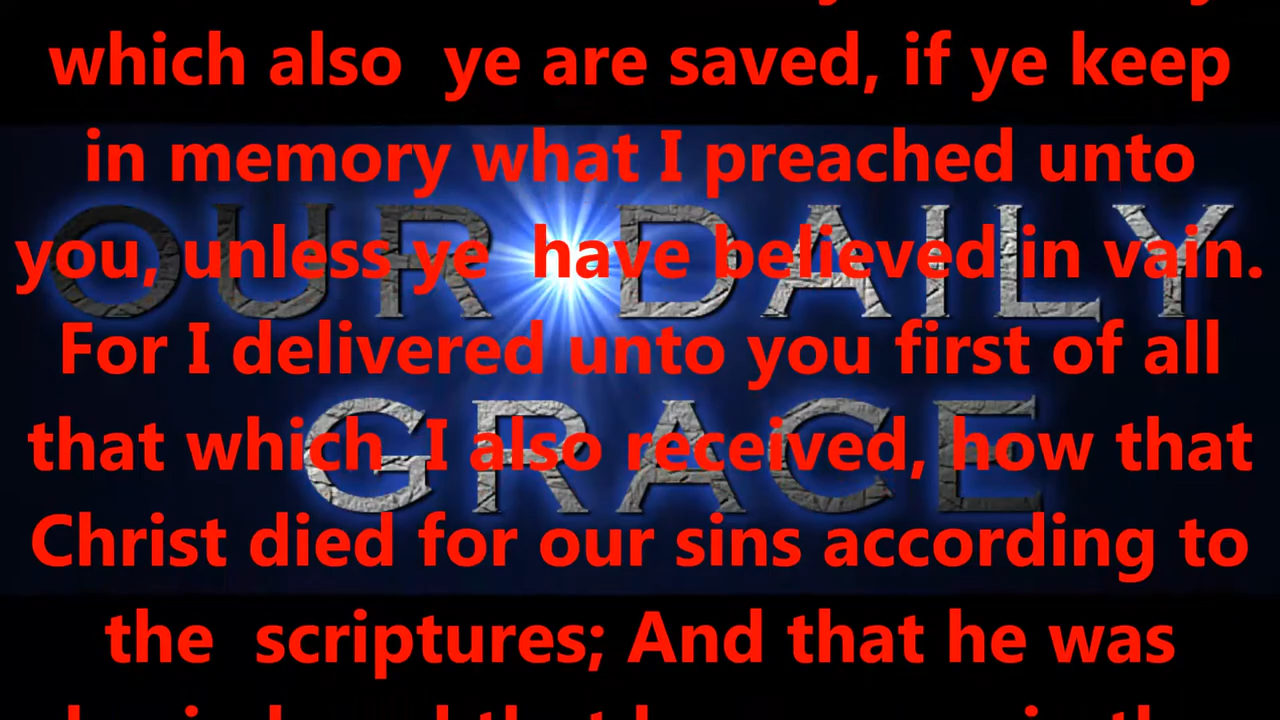 which also  ye are saved, if ye keep
in memory what I preached unto
OUR DAILY
you, unless ye  have believed in vain.
For I delivered unto you first of all
GRACE
that which  I also received, how that
Christ died for our sins according to
the  scriptures; And that he was